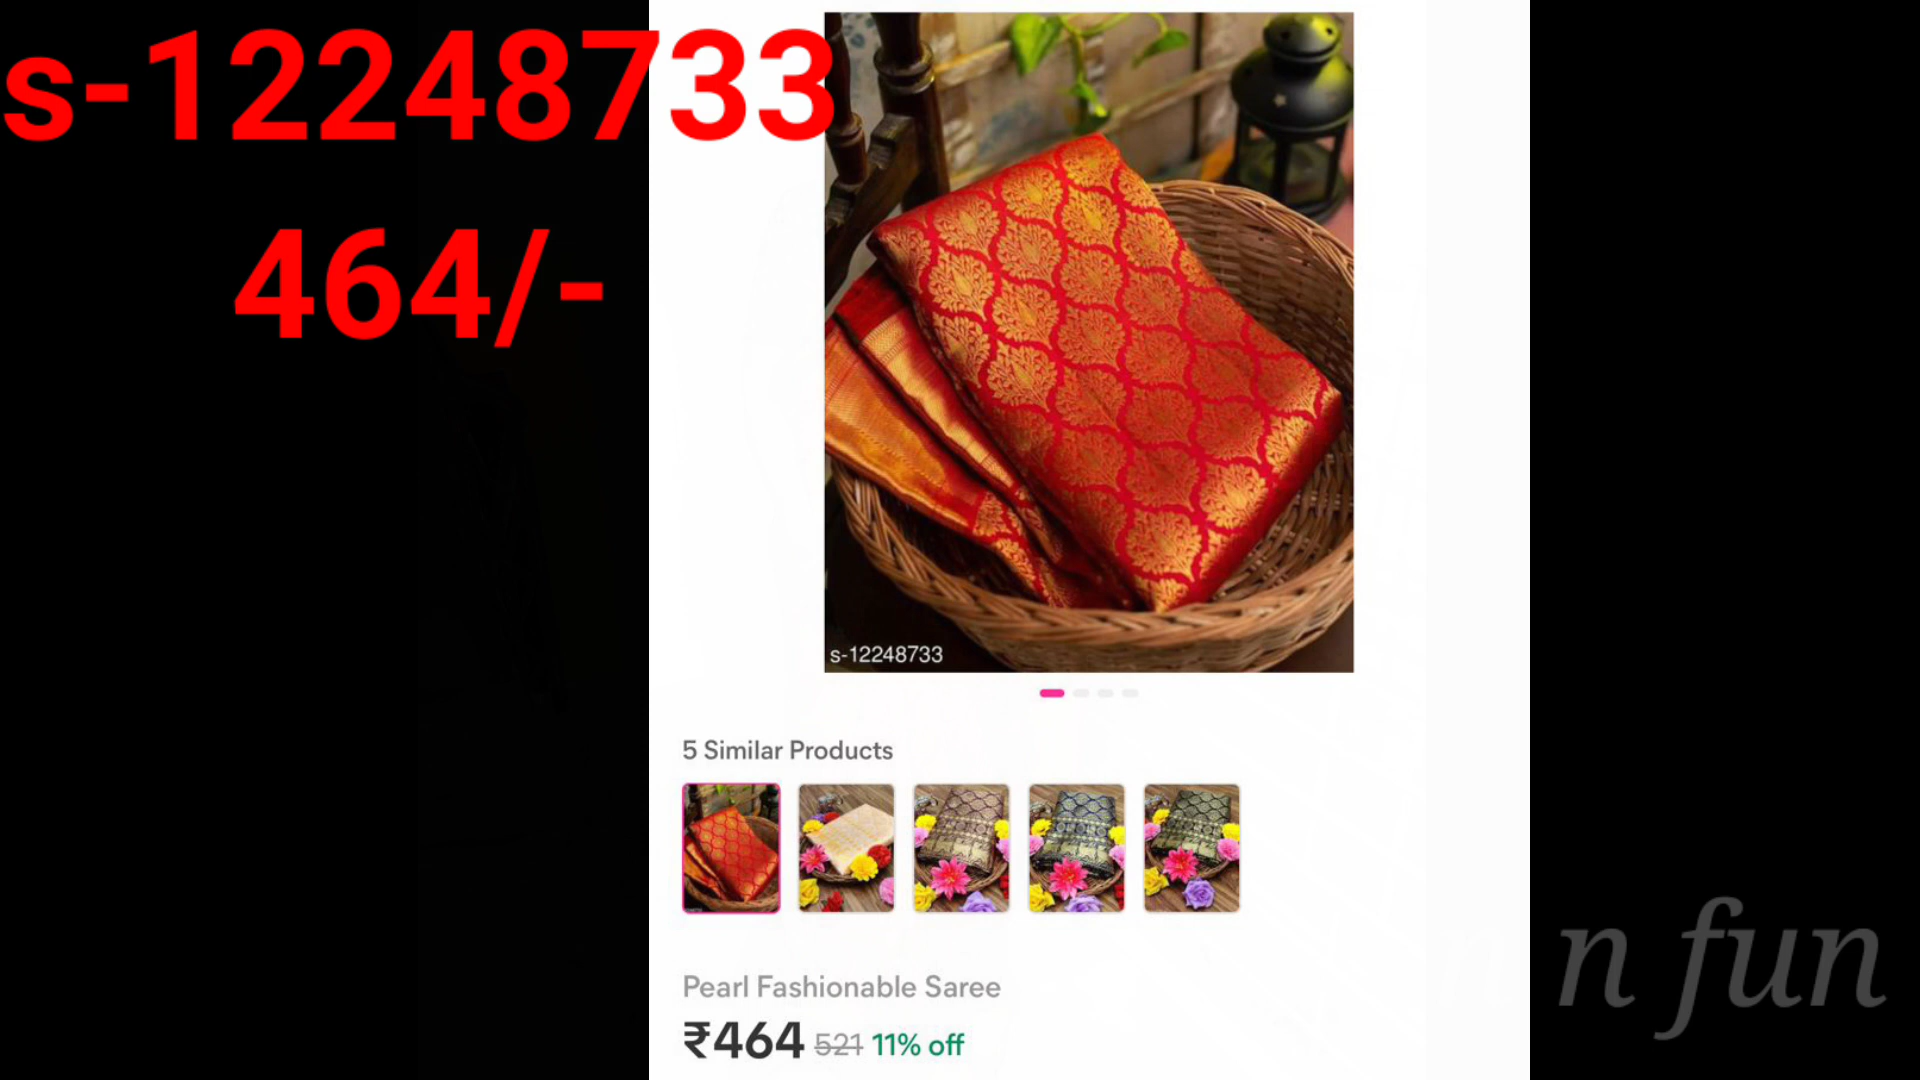 s-12248733
464/-
s-12248733
5 Similar Products
Pearl Fashionable Saree
₹464 521 11% off
n fun